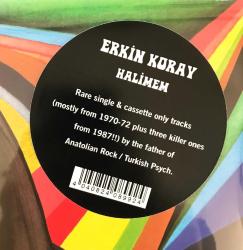 ERKİN KORAY
HALİMEM
Rare single & cassette only tracks
(mostly from 1970-72 plus three killer ones
from 1987!!) by the father of
Anatolian Rock / Turkish Psych.
4040824089924